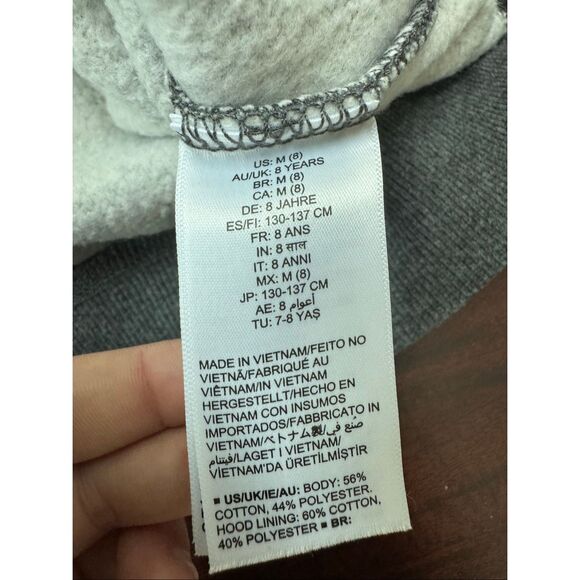 US: M (8)
AU/UK: 8 YEARS
BR: M (8)
CA: M (8)
DE: 8 JAHRE
ES/FI: 130-137 CM
FR: 8 ANS
IN: 8 साल
IT: 8 ANNI
MX: M (8)
JP: 130-137 CM
AE: 8 أعوام
TU: 7-8 YAŞ
MADE IN VIETNAM/FEITO NO
VIETNÃ/FABRIQUÉ AU
VIÊTNAM/IN VIETNAM
HERGESTELLT/HECHO EN
VIETNAM CON INSUMOS
IMPORTADOS/FABBRICATO IN
VIETNAM/ベトナム製/صُنع في
فيتنام/LAGET I VIETNAM/
VIETNAM'DA ÜRETİLMİŞTİR
■ US/UK/IE/AU: BODY: 56%
COTTON, 44% POLYESTER.
HOOD LINING: 60% COTTON,
40% POLYESTER ■ BR: